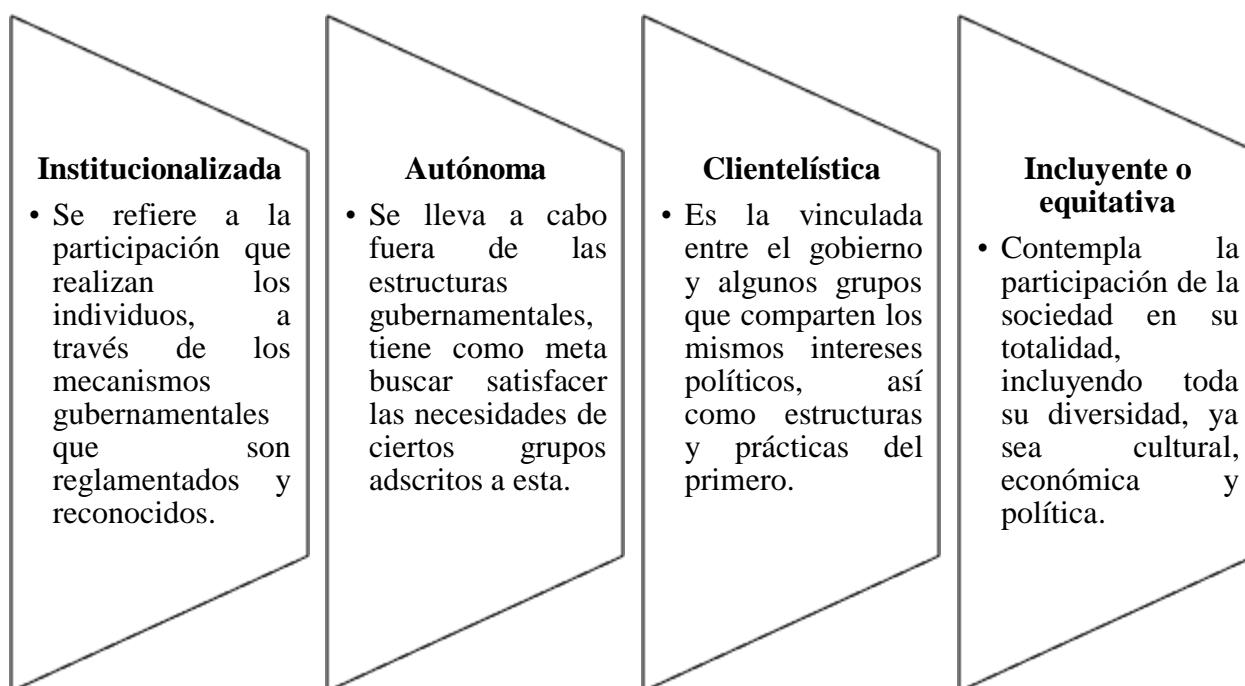 Institucionalizada
• Se refiere a la
participación que
realizan los
individuos, a
través de los
mecanismos
gubernamentales
que son
reglamentados y
reconocidos.
Autónoma
• Se lleva a cabo
fuera de las
estructuras
gubernamentales,
tiene como meta
buscar satisfacer
las necesidades de
ciertos grupos
adscritos a esta.
Clientelística
• Es la vinculada
entre el gobierno
y algunos grupos
que comparten los
mismos intereses
políticos, así
como estructuras
y prácticas del
primero.
Incluyente o
equitativa
• Contempla la
participación de la
sociedad en su
totalidad,
incluyendo toda
su diversidad, ya
sea cultural,
económica y
política.